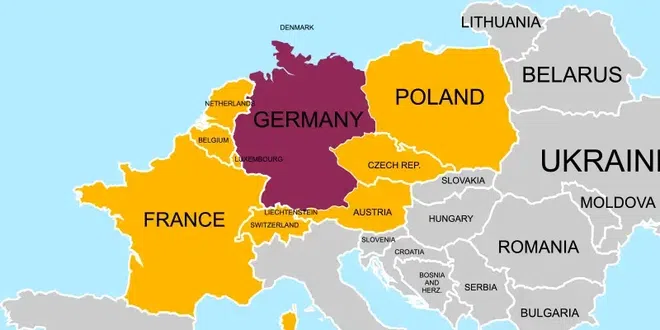 DENMARK
LITHUANIA
BELARUS
NETHERLANDS
GERMANY
POLAND
BELGIUM
LUXEMBOURG
CZECH REP.
UKRAINE
SLOVAKIA
MOLDOVA
LIECHTENSTEIN
AUSTRIA
FRANCE
SWITZERLAND
HUNGARY
SLOVENIA
ROMANIA
CROATIA
BOSNIA
AND
HERZ.
SERBIA
BULGARIA